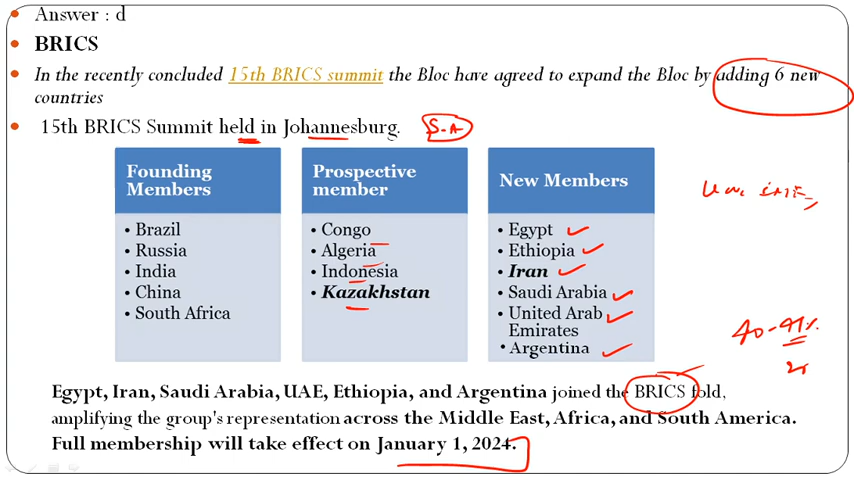 • Answer : d
• BRICS
• In the recently concluded 15th BRICS summit the Bloc have agreed to expand the Bloc by adding 6 new
countries
• 15th BRICS Summit held in Johannesburg. S.A
Founding
Members
• Brazil
• Russia
• India
• China
• South Africa
Prospective
member
• Congo
• Algeria
• Indonesia
• Kazakhstan
New Members
• Egypt
• Ethiopia
• Iran
• Saudi Arabia
• United Arab
Emirates
• Argentina
40-41%
Egypt, Iran, Saudi Arabia, UAE, Ethiopia, and Argentina joined the BRICS fold,
amplifying the group's representation across the Middle East, Africa, and South America.
Full membership will take effect on January 1, 2024.